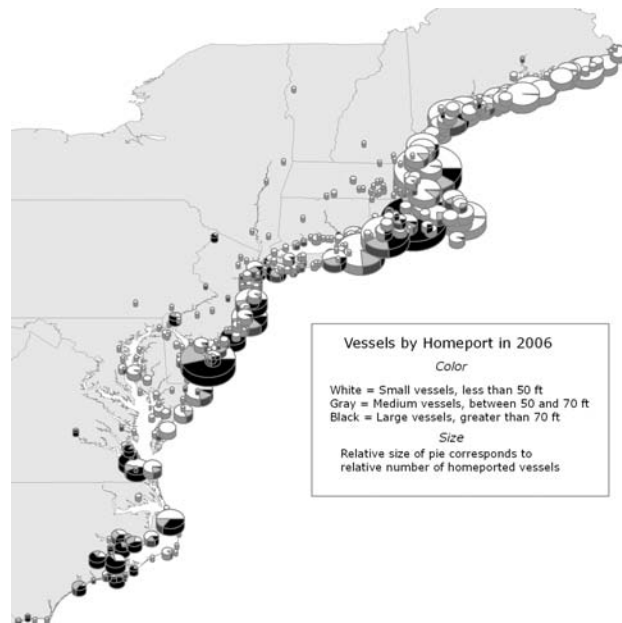 Vessels by Homeport in 2006
Color
White = Small vessels, less than 50 ft
Gray = Medium vessels, between 50 and 70 ft
Black = Large vessels, greater than 70 ft
Size
Relative size of pie corresponds to
relative number of homeported vessels